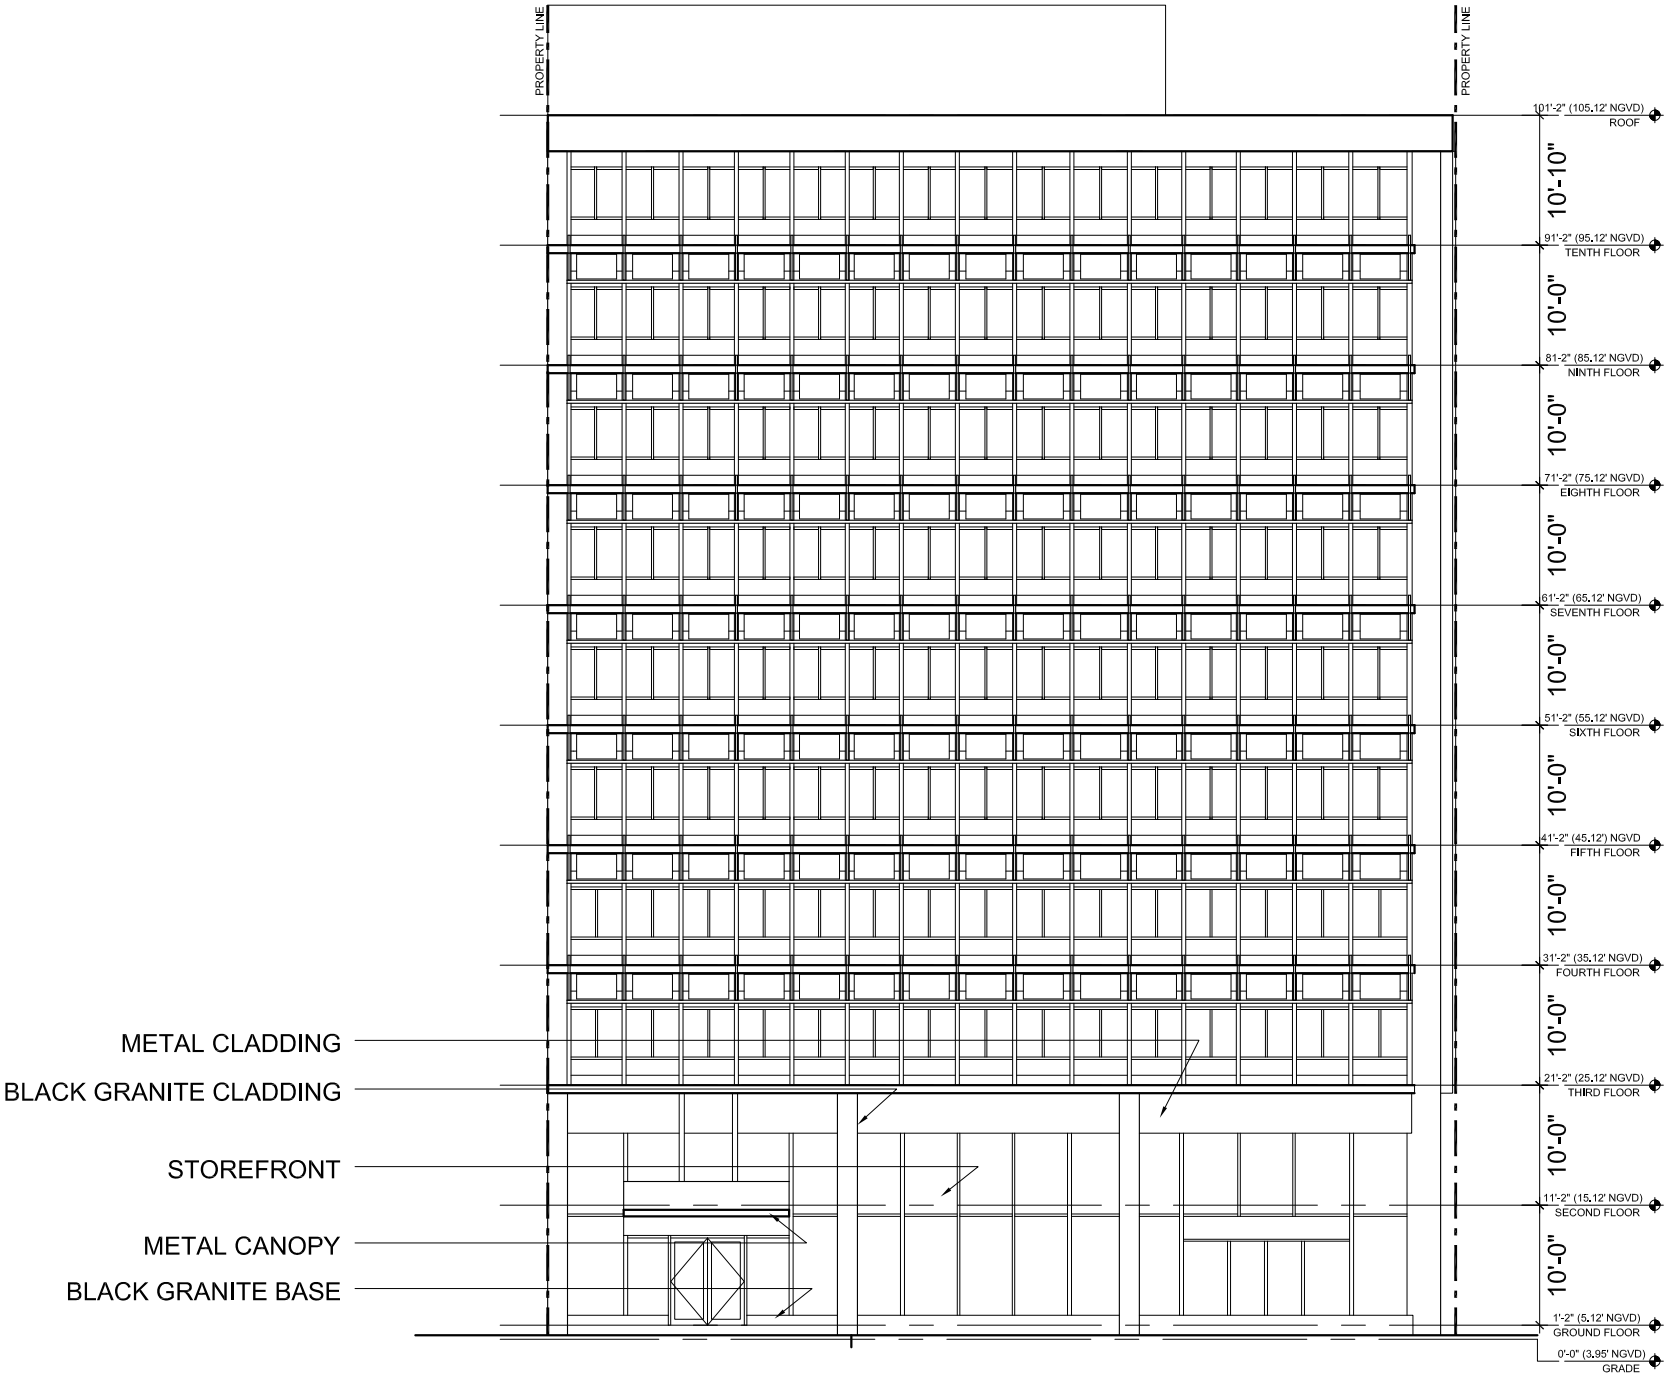 PROPERTY LINE
PROPERTY LINE
101'-2" (105.12' NGVD)
ROOF
10'-10"
91'-2" (95.12' NGVD)
TENTH FLOOR
10'-0"
81'-2" (85.12' NGVD)
NINTH FLOOR
10'-0"
71'-2" (75.12' NGVD)
EIGHTH FLOOR
10'-0"
61'-2" (65.12' NGVD)
SEVENTH FLOOR
10'-0"
51'-2" (55.12' NGVD)
SIXTH FLOOR
10'-0"
41'-2" (45.12') NGVD
FIFTH FLOOR
10'-0"
31'-2" (35.12' NGVD)
FOURTH FLOOR
10'-0"
METAL CLADDING
21'-2" (25.12' NGVD)
THIRD FLOOR
BLACK GRANITE CLADDING
10'-0"
STOREFRONT
11'-2" (15.12' NGVD)
SECOND FLOOR
METAL CANOPY
10'-0"
BLACK GRANITE BASE
1'-2" (5.12' NGVD)
GROUND FLOOR
0'-0" (3.95' NGVD)
GRADE